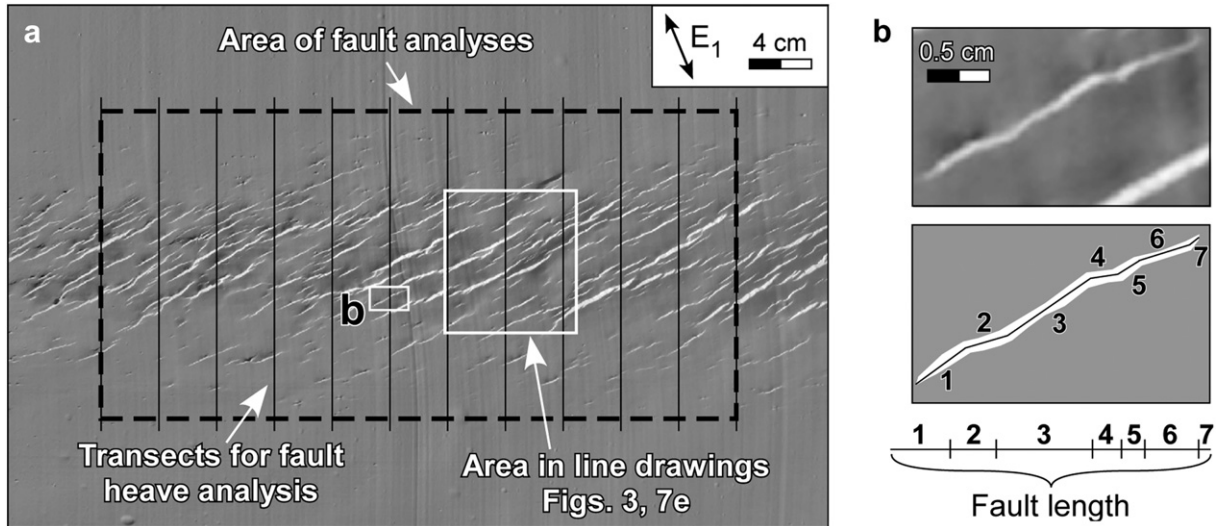 a
Area of fault analyses
E1
4 cm
b
Transects for fault
heave analysis
Area in line drawings
Figs. 3, 7e
b
0.5 cm
1
2
3
4
5
6
7
1 2 3 4 5 6 7
Fault length